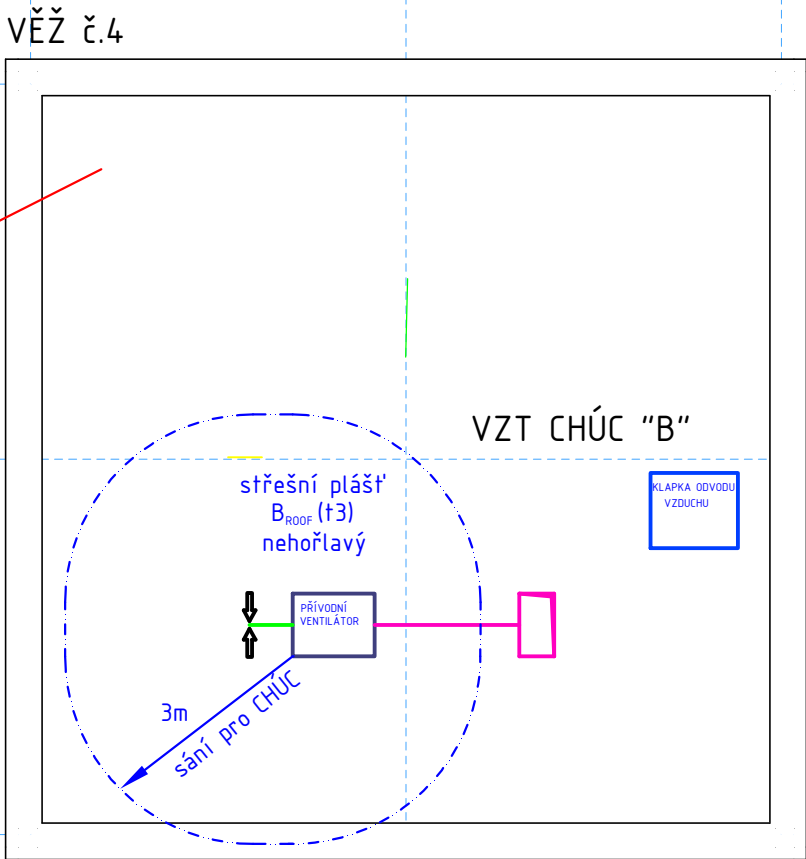 VĚŽ č.4
VZT CHÚC "B"
střešní plášť
BROOF (t3)
nehořlavý
KLAPKA ODVODU
VZDUCHU
PŘÍVODNÍ
VENTILÁTOR
3m
sání pro CHÚC